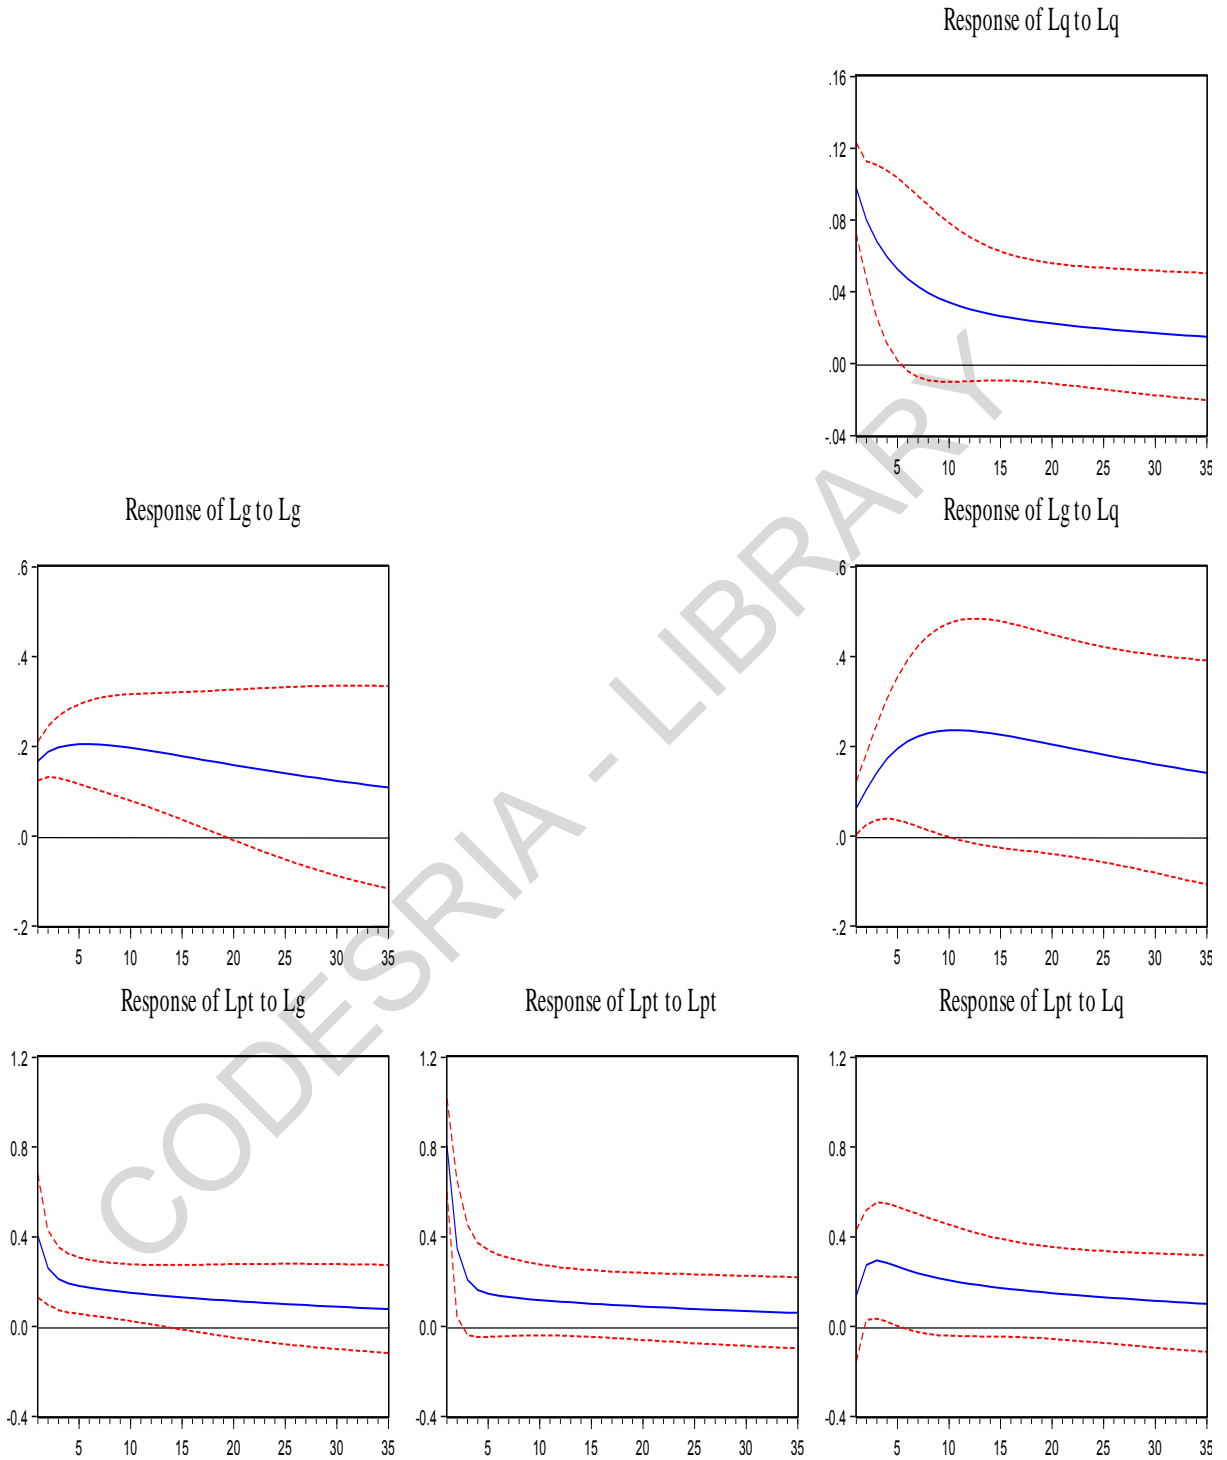 Response of Lq to Lq
.16
.12
.08
.04
.00
-.04
5 10 15 20 25 30 35
Response of Lg to Lg
.6
.4
.2
.0
-.2
5 10 15 20 25 30 35
Response of Lg to Lq
.6
.4
.2
.0
-.2
5 10 15 20 25 30 35
Response of Lpt to Lg
1.2
0.8
0.4
0.0
-0.4
5 10 15 20 25 30 35
Response of Lpt to Lpt
1.2
0.8
0.4
0.0
-0.4
5 10 15 20 25 30 35
Response of Lpt to Lq
1.2
0.8
0.4
0.0
-0.4
5 10 15 20 25 30 35
CODESRIA - LIBRARY